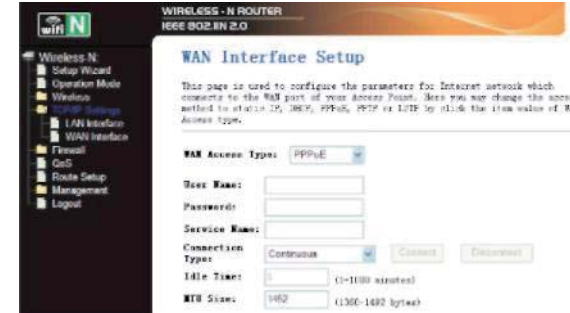 wifi N
WIRELESS-N ROUTER
IEEE 802.11N 2.0
Wireless-N
Setup Wizard
Operation Mode
Wireless
TCP/IP Settings
LAN Interface
WAN Interface
Firewall
QoS
Route Setup
Management
Logout
WAN Interface Setup
This page is used to configure the parameters for Internet network which
connects to the WAN port of your Access Point. Here you may change the acce
method to static IP, DHCP, PPPoE, PPTP or L2TP by click the item value of W
Access type.
WAN Access Type: PPPoE
User Name:
Password:
Service Name:
Connection Type: Continuous Connect Disconnect
Idle Time: 5 (1-1000 minutes)
MTU Size: 1452 (1360-1492 bytes)